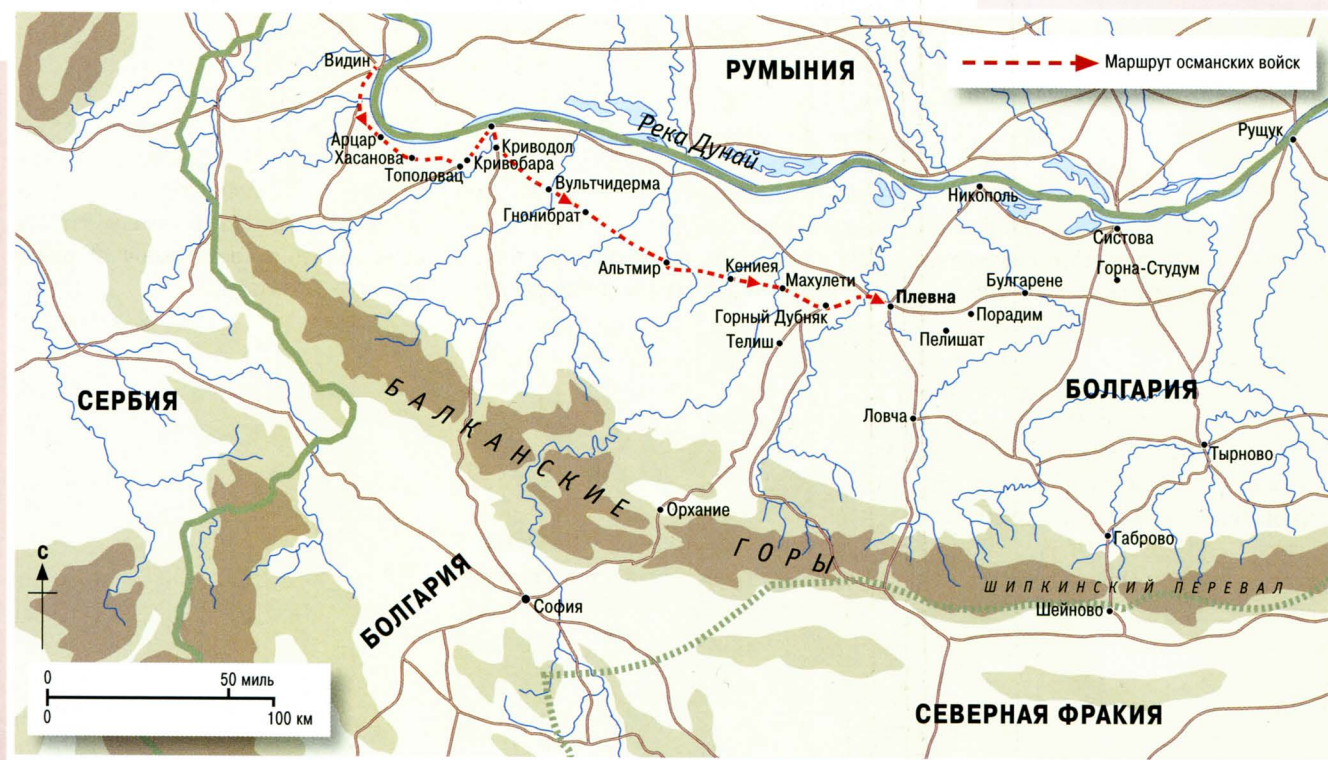 Видин
РУМЫНИЯ
Маршрут османских войск
Река Дунай
Рущук
Арцар
Хасанова
Тополовац
Криводол
Кривобара
Вультчидерма
Гнонибрат
Никополь
Систова
Альтмир
Кениея
Махулети
Булгарене
Горна-Студум
Плевна
Горный Дубняк
Порадим
Телиш
Пелишат
СЕРБИЯ
БАЛКАНСКИЕ
БОЛГАРИЯ
Ловча
Тырново
Орхание
ГОРЫ
Габрово
ШИПКИНСКИЙ ПЕРЕВАЛ
Шейново
С
БОЛГАРИЯ
София
0 50 миль
0 100 км
СЕВЕРНАЯ ФРАКИЯ